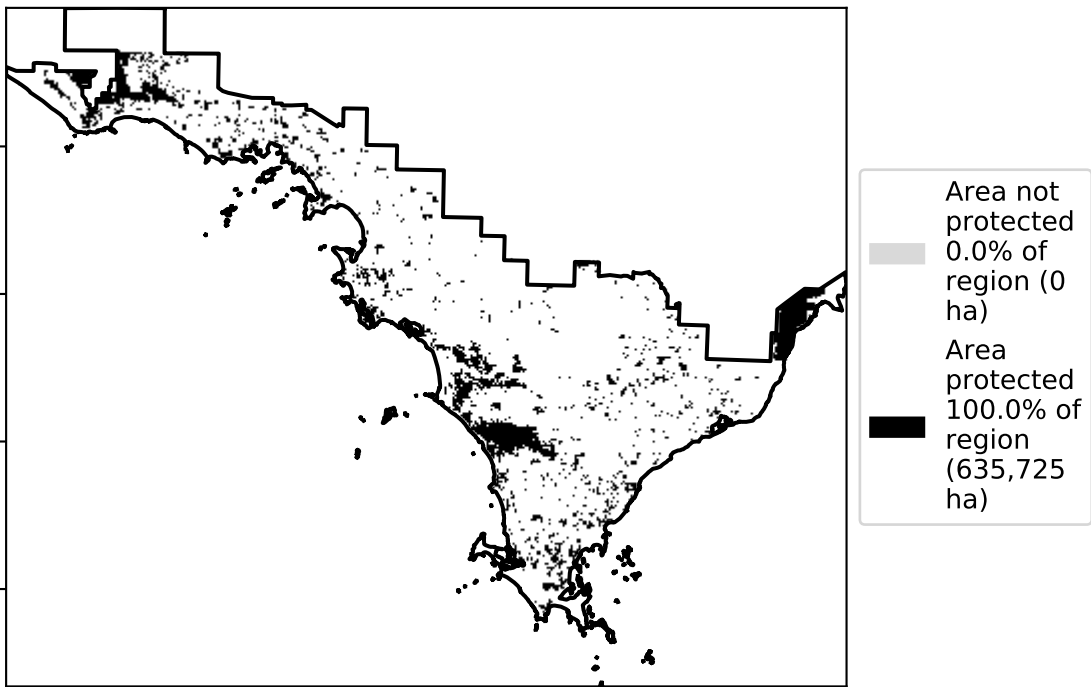 Area not
protected
0.0% of
region (0
ha)
Area
protected
100.0% of
region
(635,725
ha)